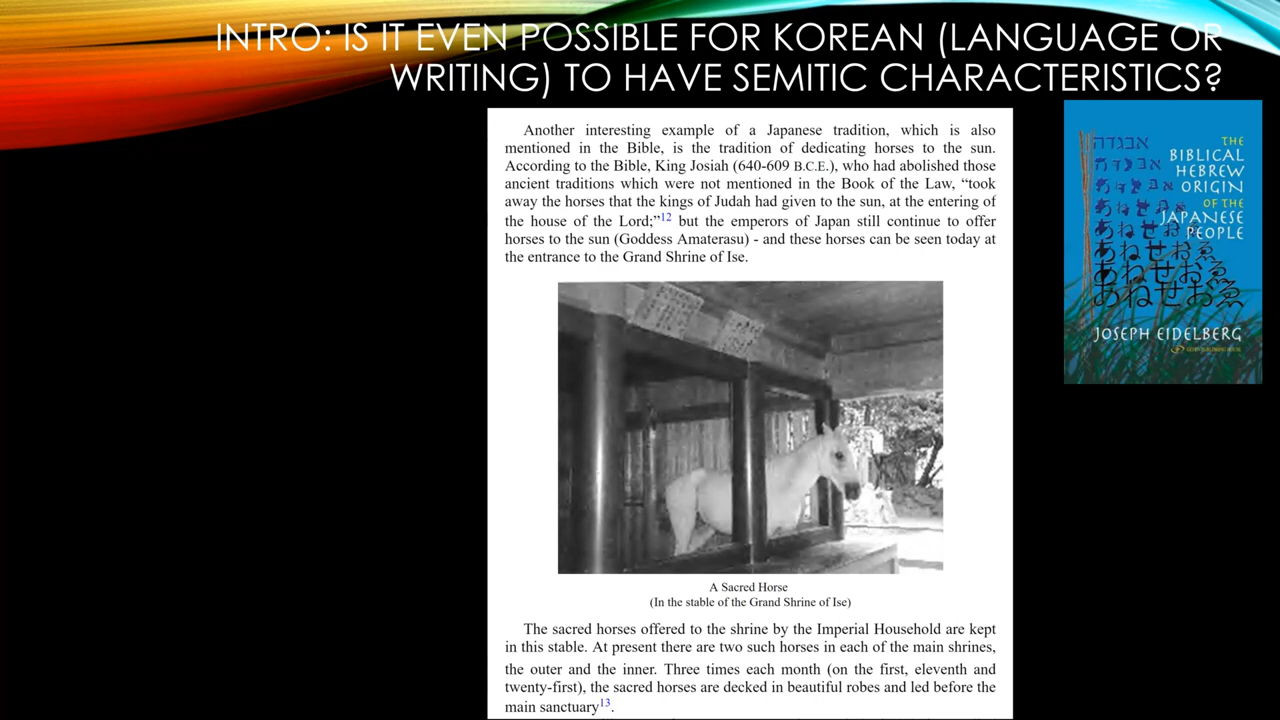 INTRO: IS IT EVEN POSSIBLE FOR KOREAN (LANGUAGE OR
WRITING) TO HAVE SEMITIC CHARACTERISTICS?
Another interesting example of a Japanese tradition, which is also
mentioned in the Bible, is the tradition of dedicating horses to the sun.
According to the Bible, King Josiah (640-609 B.C.E.), who had abolished those
ancient traditions which were not mentioned in the Book of the Law, “took
away the horses that the kings of Judah had given to the sun, at the entering of
the house of the Lord;”12 but the emperors of Japan still continue to offer
horses to the sun (Goddess Amaterasu) - and these horses can be seen today at
the entrance to the Grand Shrine of Ise.
A Sacred Horse
(In the stable of the Grand Shrine of Ise)
The sacred horses offered to the shrine by the Imperial Household are kept
in this stable. At present there are two such horses in each of the main shrines,
the outer and the inner. Three times each month (on the first, eleventh and
twenty-first), the sacred horses are decked in beautiful robes and led before the
main sanctuary13.
THE
BIBLICAL
HEBREW
ORIGIN
OF THE
JAPANESE
PEOPLE
אבגדה
あねせおゑ
あねせおゑ
あねせおゑ
JOSEPH EIDELBERG